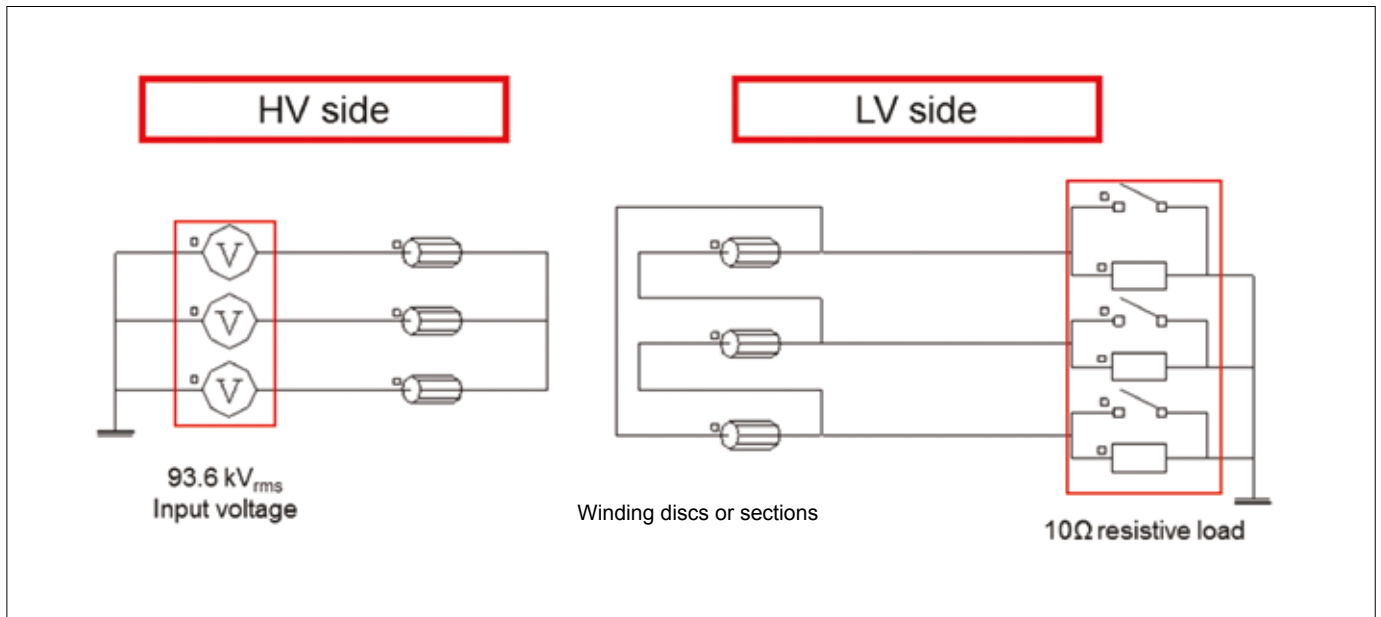 HV side
LV side
V
V
V
93.6 kVrms
Input voltage
Winding discs or sections
10Ω resistive load